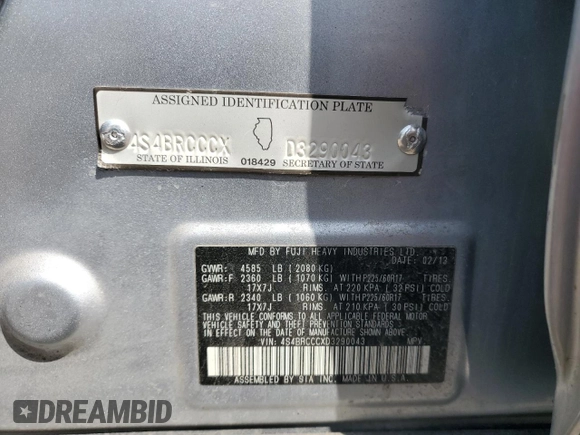 ASSIGNED IDENTIFICATION PLATE
4S4BRCCCX D3290043
STATE OF ILLINOIS 018429 SECRETARY OF STATE
MFD BY FUJI HEAVY INDUSTRIES LTD.
DATE: 02/13
GVWR: 4585 LB (2080 KG)
GAWR:F 2360 LB (1070 KG) WITH P225/60R17 TIRES.
17X7J RIMS. AT 220 KPA (32 PSI) COLD
GAWR:R 2340 LB (1060 KG) WITH P225/60R17 TIRES.
17X7J RIMS. AT 210 KPA (30 PSI) COLD
THIS VEHICLE CONFORMS TO ALL APPLICABLE FEDERAL MOTOR
VEHICLE SAFETY AND THEFT PREVENTION STANDARDS
IN EFFECT ON THE DATE OF MANUFACTURE SHOWN ABOVE.
VIN: 4S4BRCCCXD3290043 MPV
ASSEMBLED BY SIA INC. MADE IN U.S.A.
DREAMBID